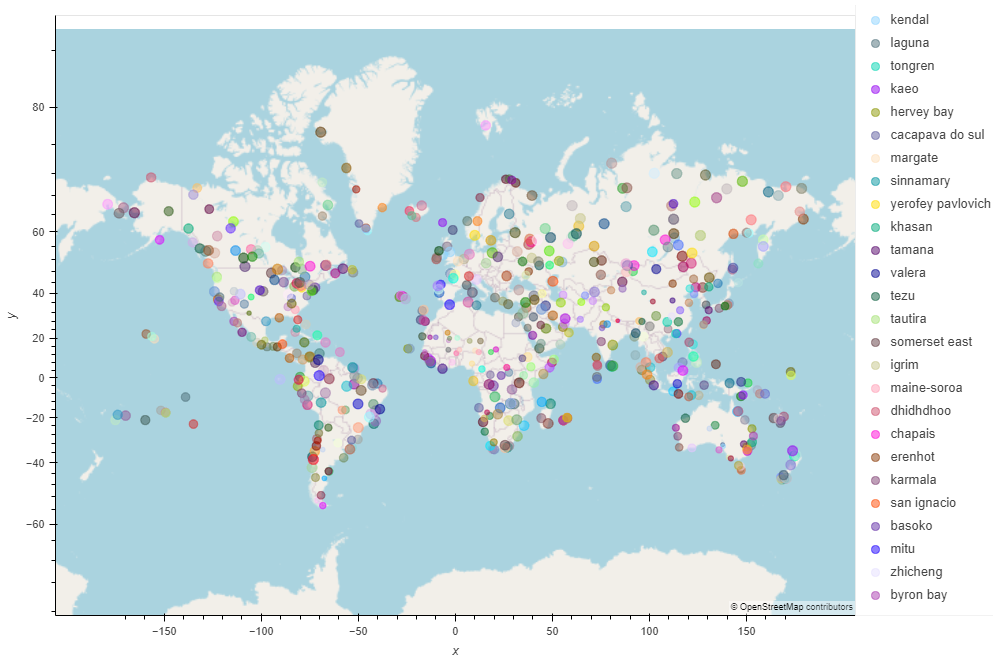 80
60
40
20
0
−20
−40
−60
y
−150
−100
−50
0
50
100
150
x
© OpenStreetMap contributors
kendal
laguna
tongren
kaeo
hervey bay
cacapava do sul
margate
sinnamary
yerofey pavlovich
khasan
tamana
valera
tezu
tautira
somerset east
igrim
maine-soroa
dhidhdhoo
chapais
erenhot
karmala
san ignacio
basoko
mitu
zhicheng
byron bay